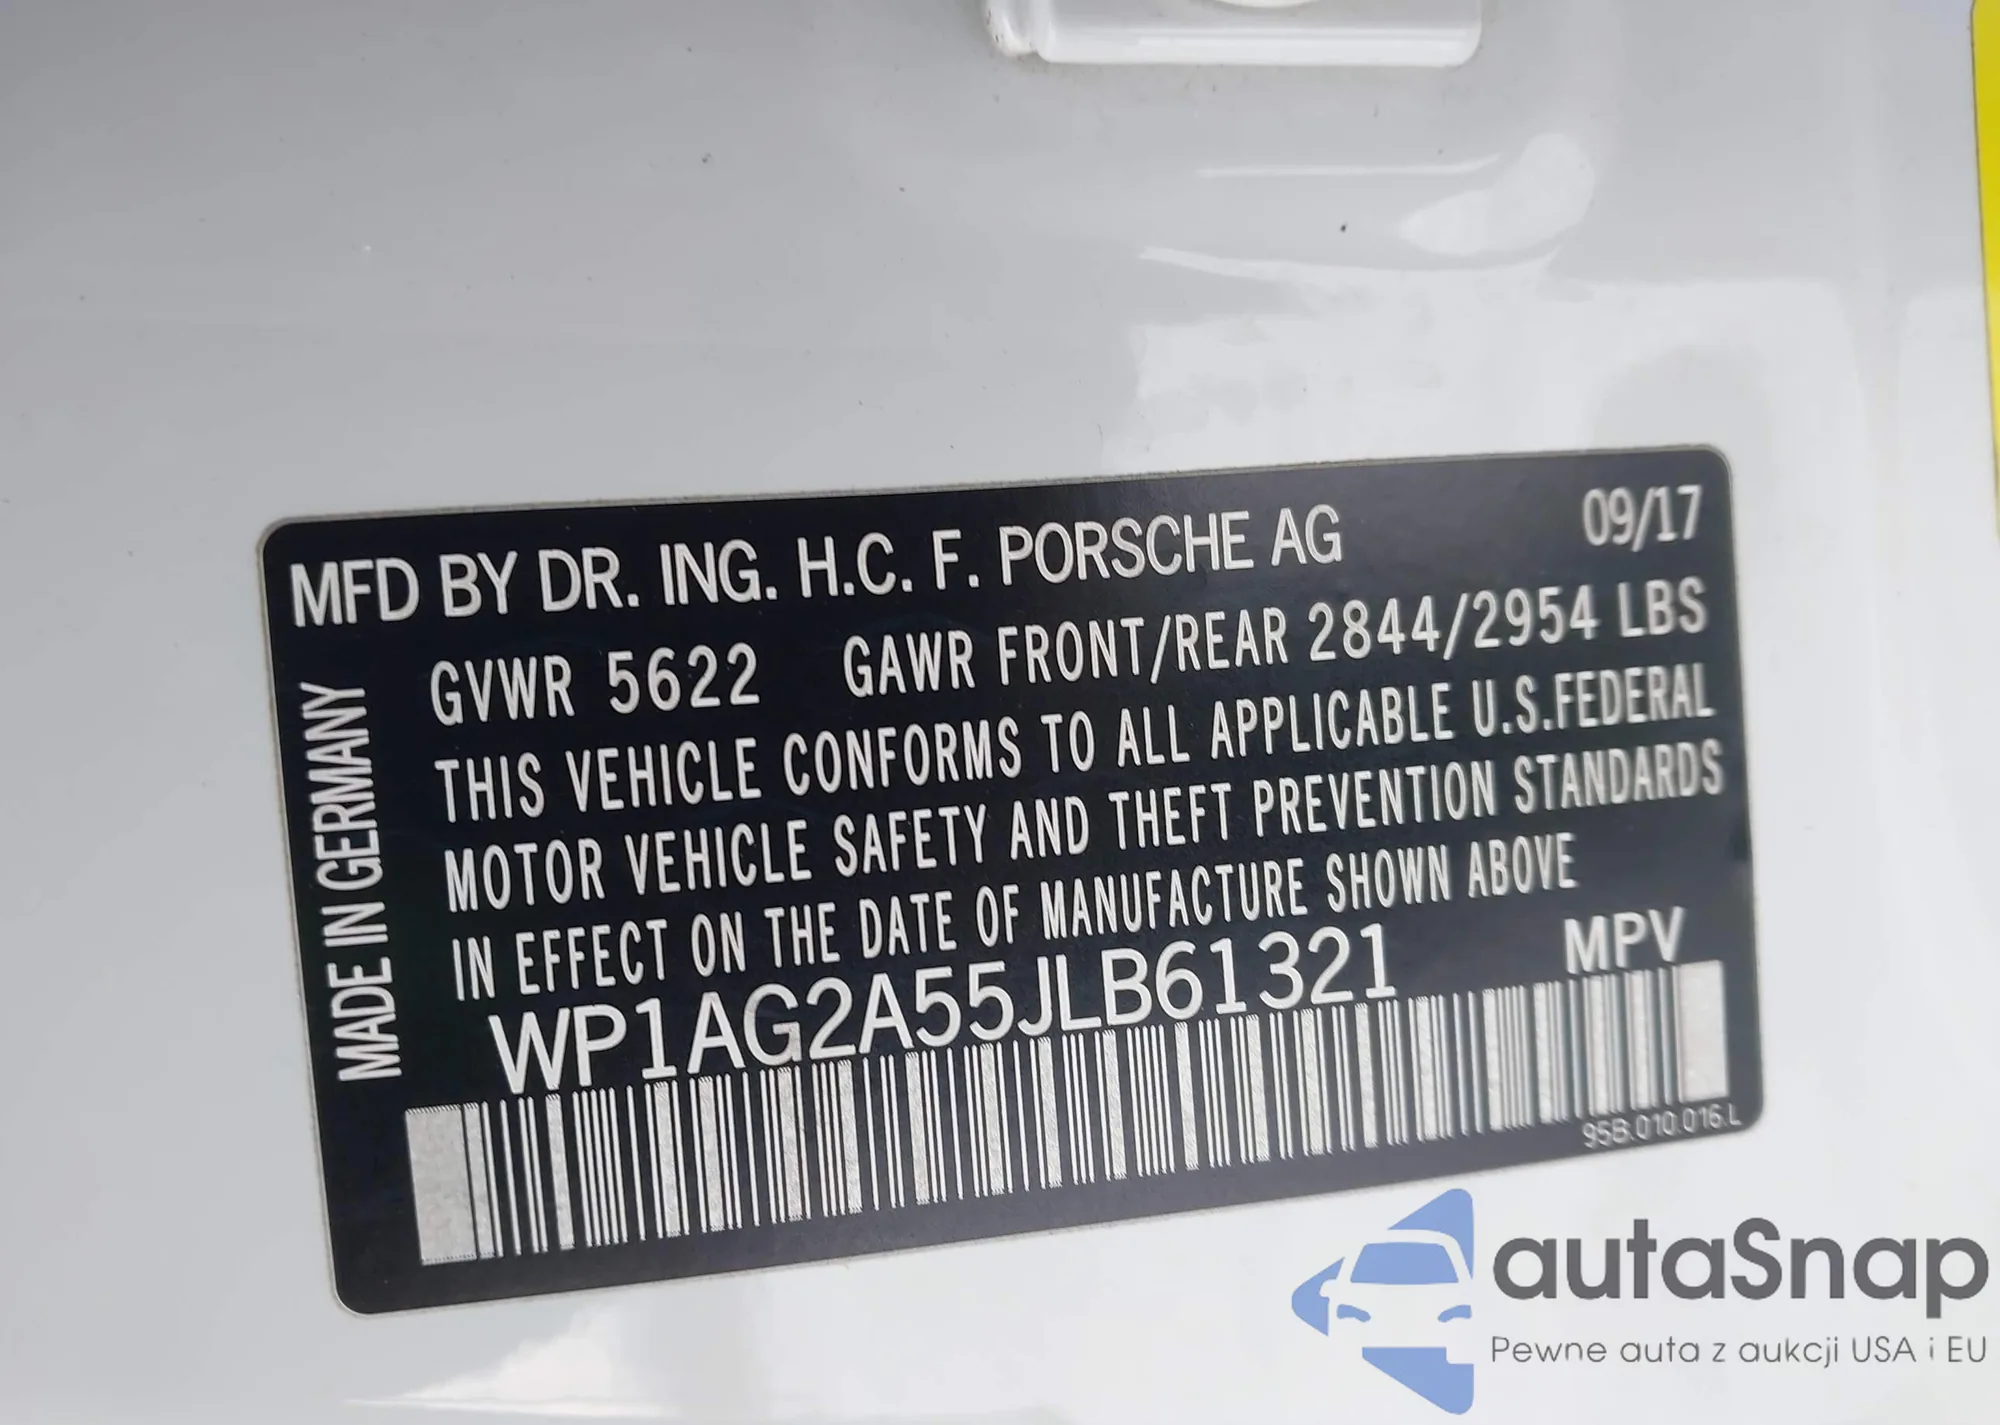 MFD BY DR. ING. H.C. F. PORSCHE AG 09/17
GVWR 5622 GAWR FRONT/REAR 2844/2954 LBS
THIS VEHICLE CONFORMS TO ALL APPLICABLE U.S.FEDERAL
MOTOR VEHICLE SAFETY AND THEFT PREVENTION STANDARDS
IN EFFECT ON THE DATE OF MANUFACTURE SHOWN ABOVE
WP1AG2A55JLB61321 MPV
95B.010.016.L
MADE IN GERMANY
autaSnap
Pewne auta z aukcji USA i EU